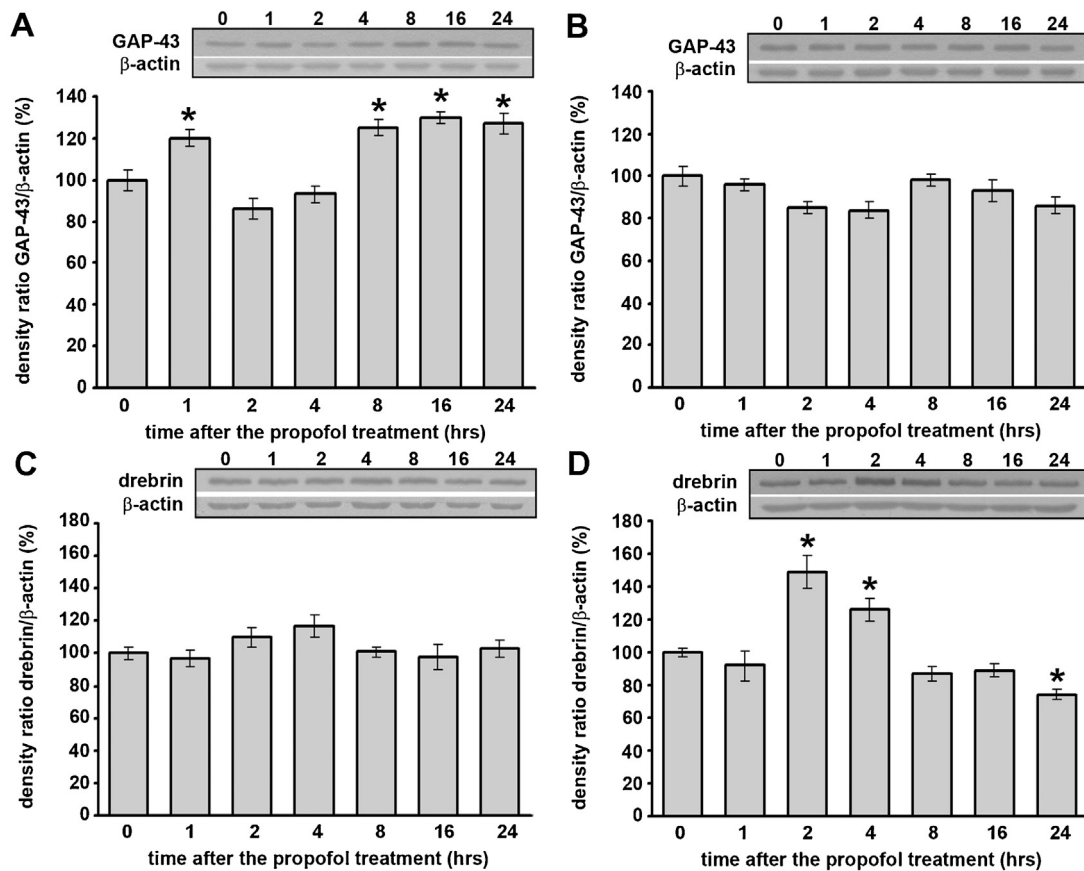 A
0 1 2 4 8 16 24
GAP-43
β-actin
density ratio GAP-43/β-actin (%)
140
120
100
80
60
40
20
0
* * * *
0 1 2 4 8 16 24
time after the propofol treatment (hrs)
B
0 1 2 4 8 16 24
GAP-43
β-actin
density ratio GAP-43/β-actin (%)
140
120
100
80
60
40
20
0
0 1 2 4 8 16 24
time after the propofol treatment (hrs)
C
0 1 2 4 8 16 24
drebrin
β-actin
density ratio drebrin/β-actin (%)
180
160
140
120
100
80
60
40
20
0
0 1 2 4 8 16 24
time after the propofol treatment (hrs)
D
0 1 2 4 8 16 24
drebrin
β-actin
density ratio drebrin/β-actin (%)
180
160
140
120
100
80
60
40
20
0
* * *
0 1 2 4 8 16 24
time after the propofol treatment (hrs)